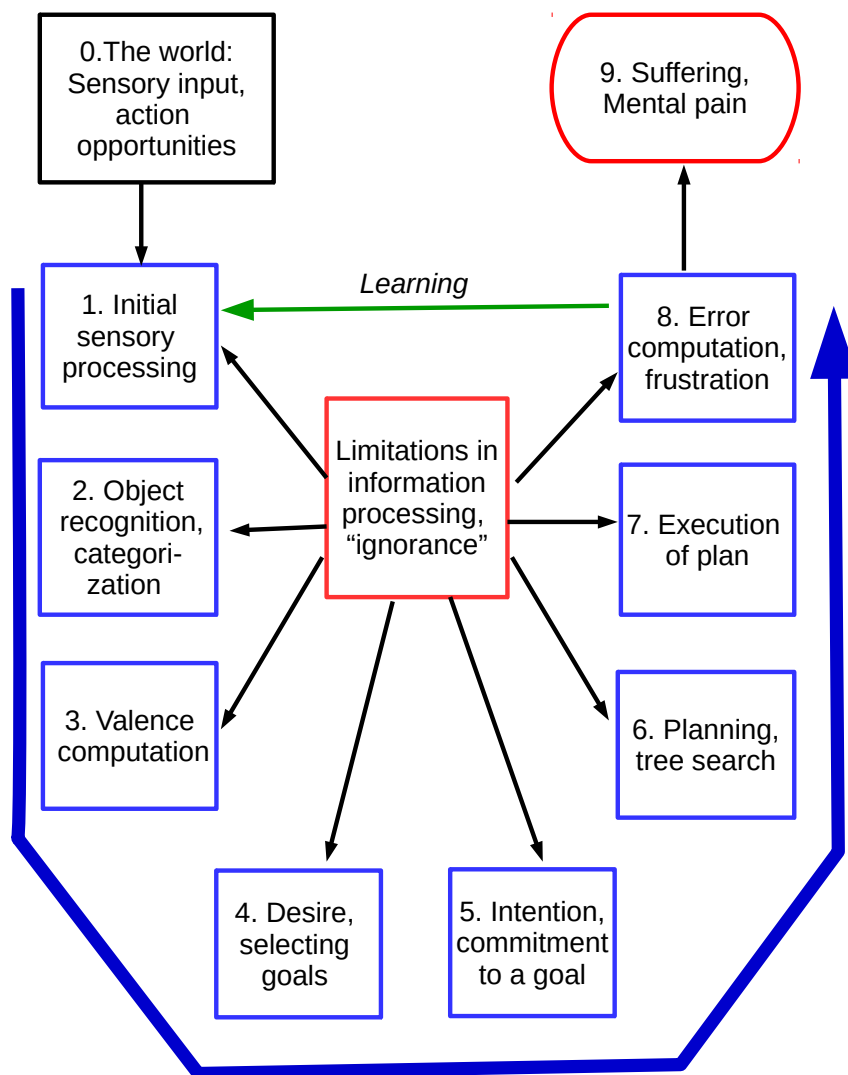 0.The world:
Sensory input,
action
opportunities
9. Suffering,
Mental pain
Learning
1. Initial
sensory
processing
8. Error
computation,
frustration
Limitations in
information
processing,
“ignorance”
2. Object
recognition,
categori-
zation
7. Execution
of plan
3. Valence
computation
6. Planning,
tree search
4. Desire,
selecting
goals
5. Intention,
commitment
to a goal